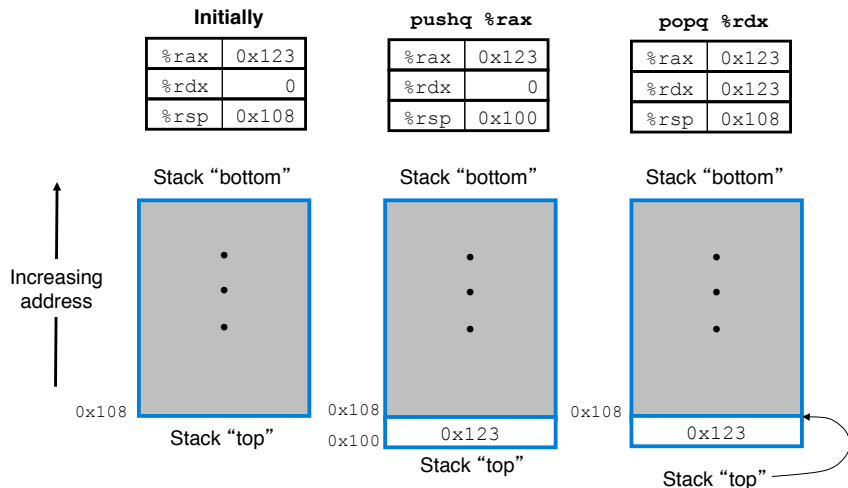 Initially
%rax 0x123
%rdx 0
%rsp 0x108
Stack “bottom”
Increasing
address
0x108
Stack “top”
pushq %rax
%rax 0x123
%rdx 0
%rsp 0x100
Stack “bottom”
0x108
0x100
0x123
Stack “top”
popq %rdx
%rax 0x123
%rdx 0x123
%rsp 0x108
Stack “bottom”
0x108
0x123
Stack “top”